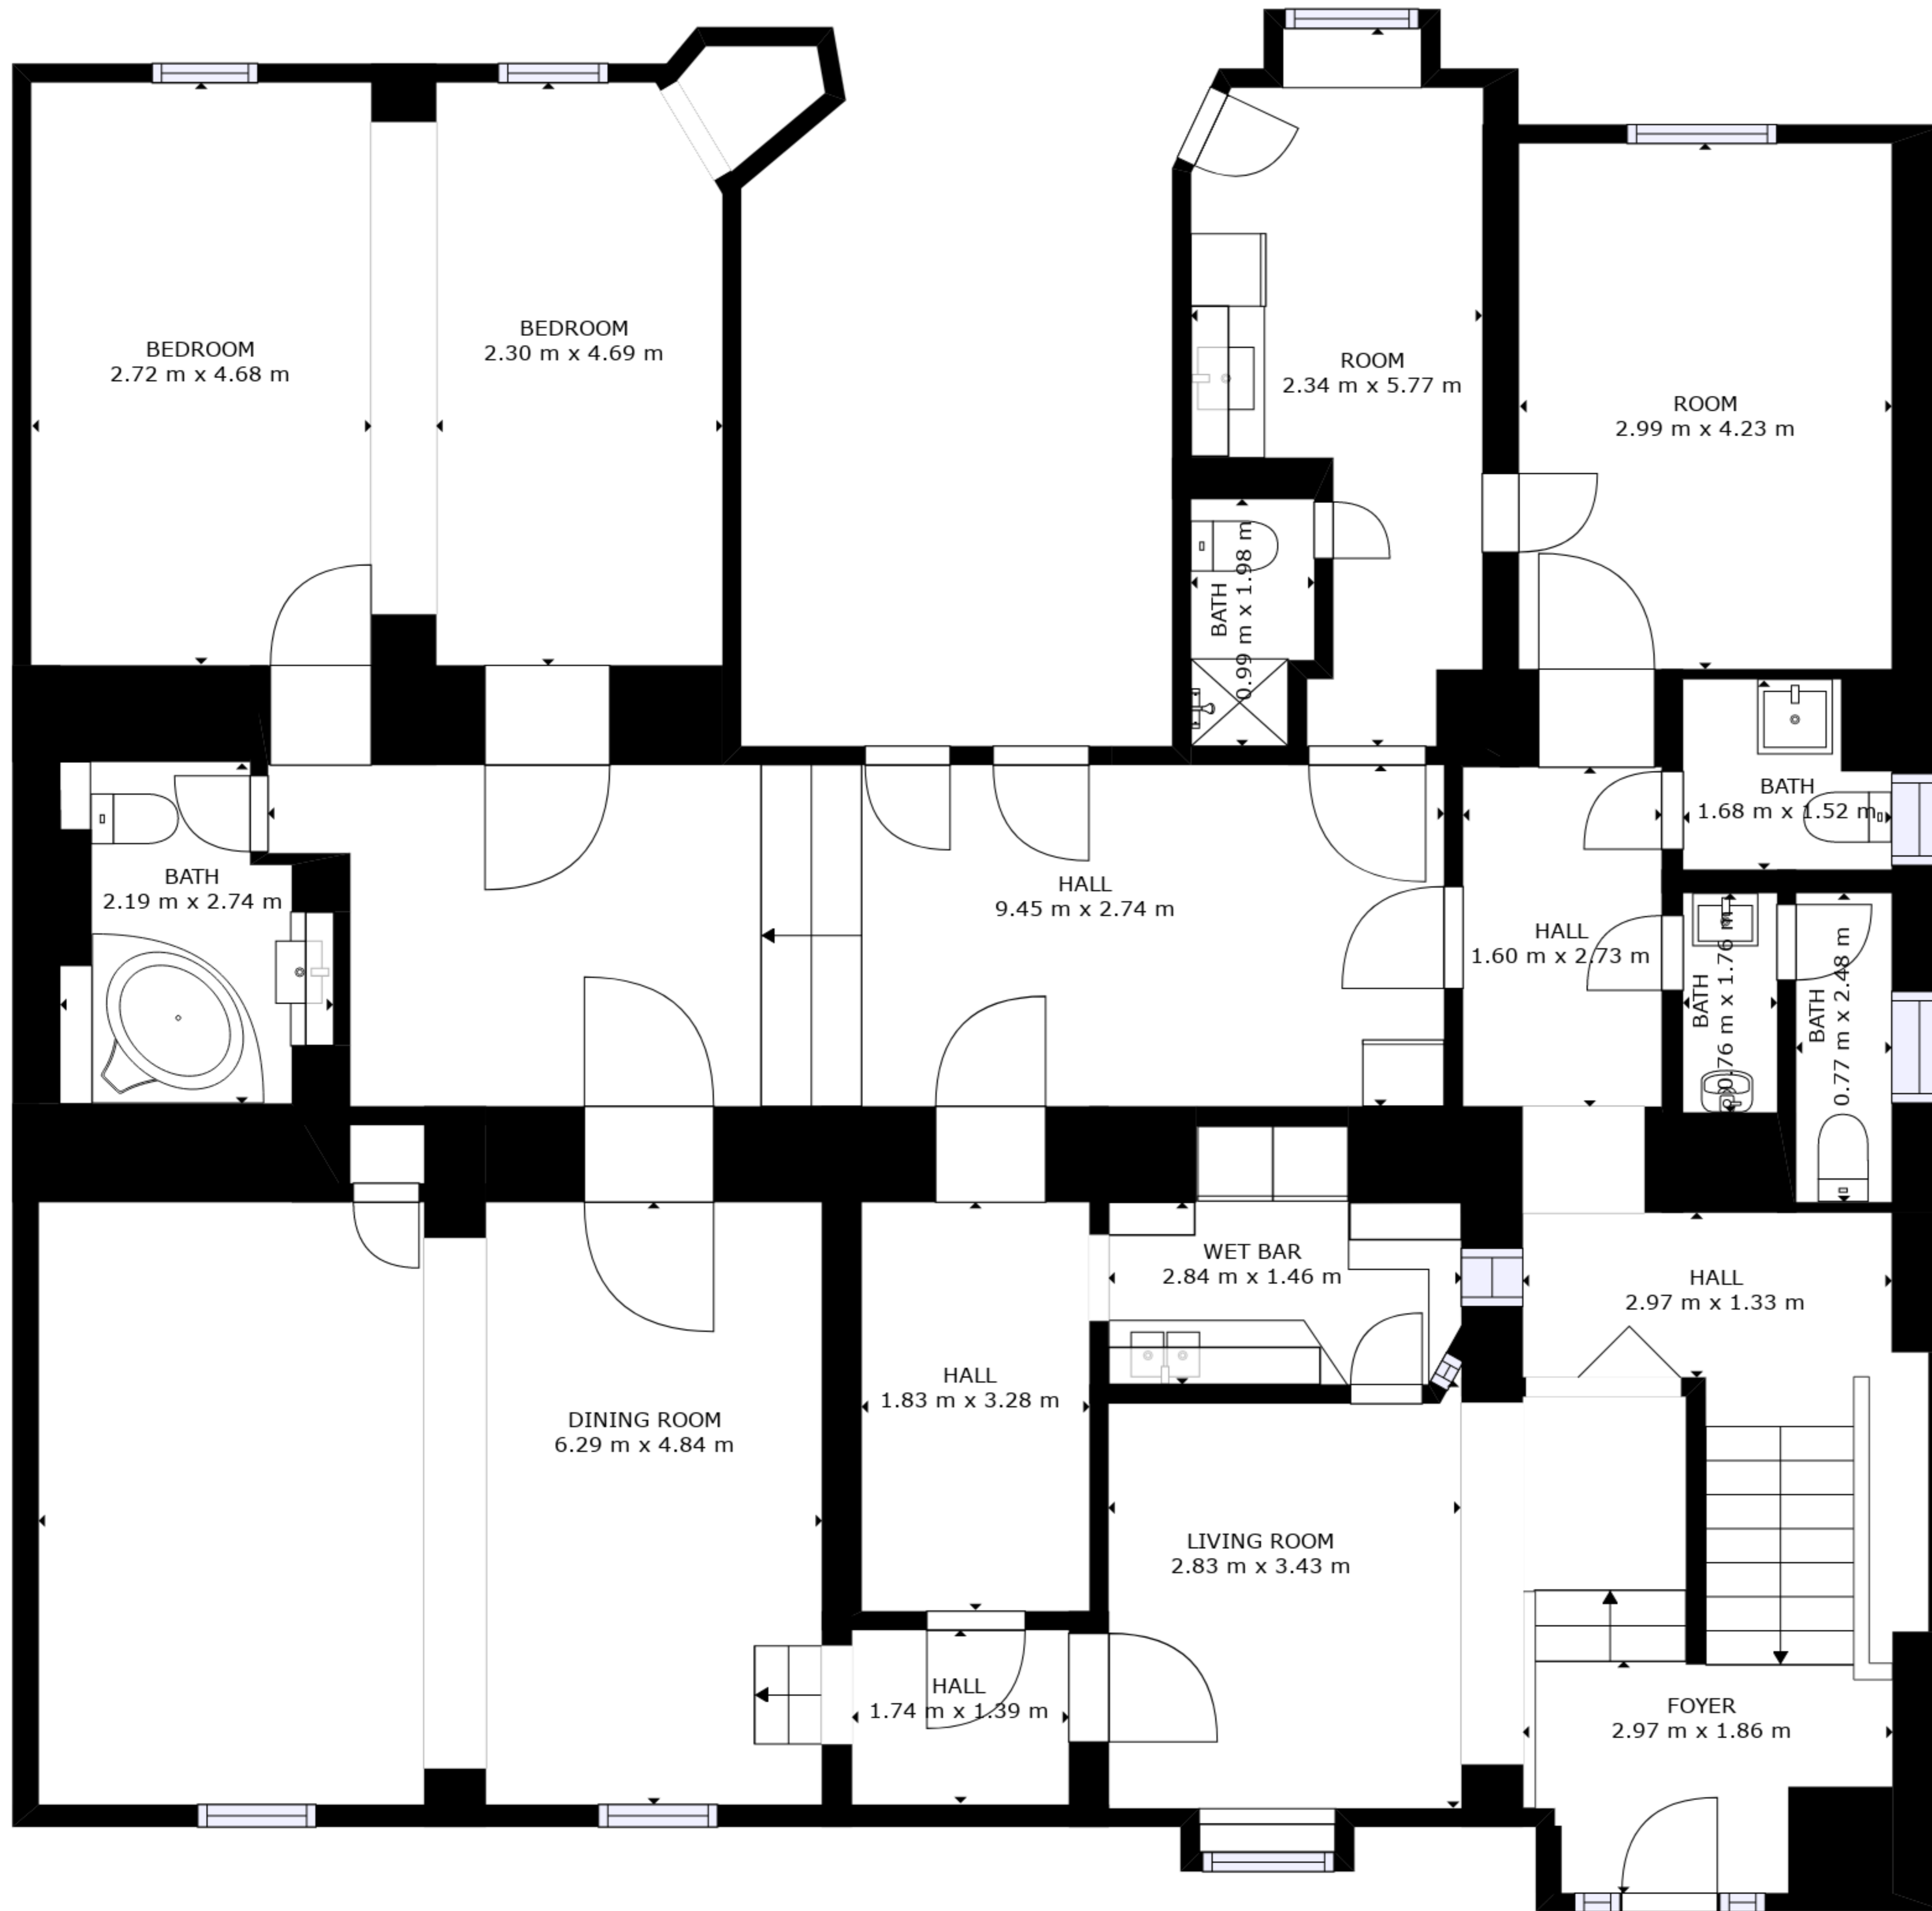 BEDROOM
2.72 m x 4.68 m
BEDROOM
2.30 m x 4.69 m
ROOM
2.34 m x 5.77 m
ROOM
2.99 m x 4.23 m
BATH
0.99 m x 1.98 m
BATH
1.68 m x 1.52 m
BATH
2.19 m x 2.74 m
HALL
9.45 m x 2.74 m
HALL
1.60 m x 2.73 m
BATH
0.76 m x 1.76 m
BATH
0.77 m x 2.48 m
WET BAR
2.84 m x 1.46 m
HALL
2.97 m x 1.33 m
HALL
1.83 m x 3.28 m
DINING ROOM
6.29 m x 4.84 m
LIVING ROOM
2.83 m x 3.43 m
HALL
1.74 m x 1.39 m
FOYER
2.97 m x 1.86 m